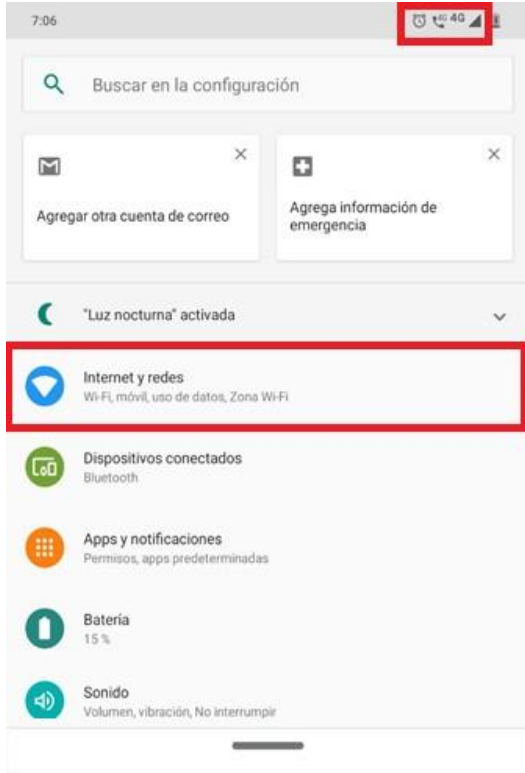 7:06
4G 4G
Buscar en la configuración
Agregar otra cuenta de correo
Agrega información de
emergencia
"Luz nocturna" activada
Internet y redes
Wi-Fi, móvil, uso de datos, Zona Wi-Fi
Dispositivos conectados
Bluetooth
Apps y notificaciones
Permisos, apps predeterminadas
Batería
15 %
Sonido
Volumen, vibración, No interrumpir